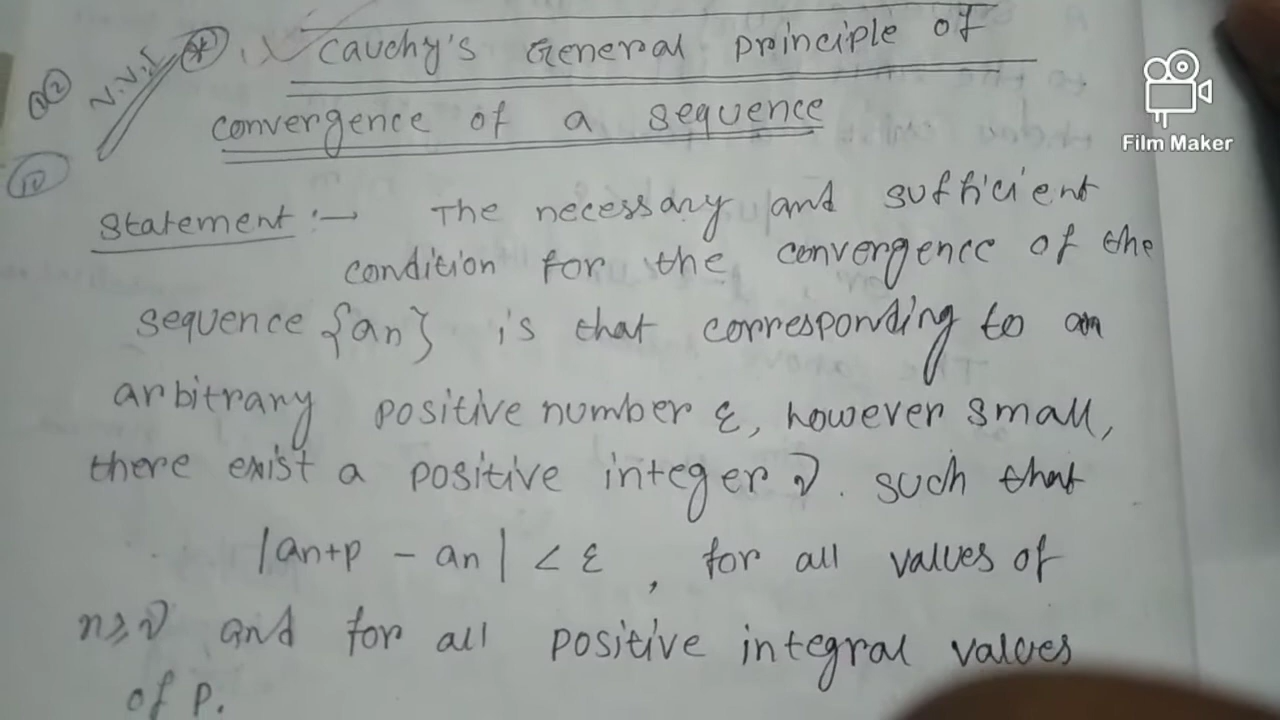 Cauchy's General principle of
convergence of a sequence
V.V.I
Film Maker
Statement :- The necessary and sufficient
condition for the convergence of the
sequence {an} is that corresponding to an
arbitrary positive number ε, however small,
there exist a positive integer ν. such that
|an+p - an| < ε, for all values of
n≥ν and for all positive integral values
of p.